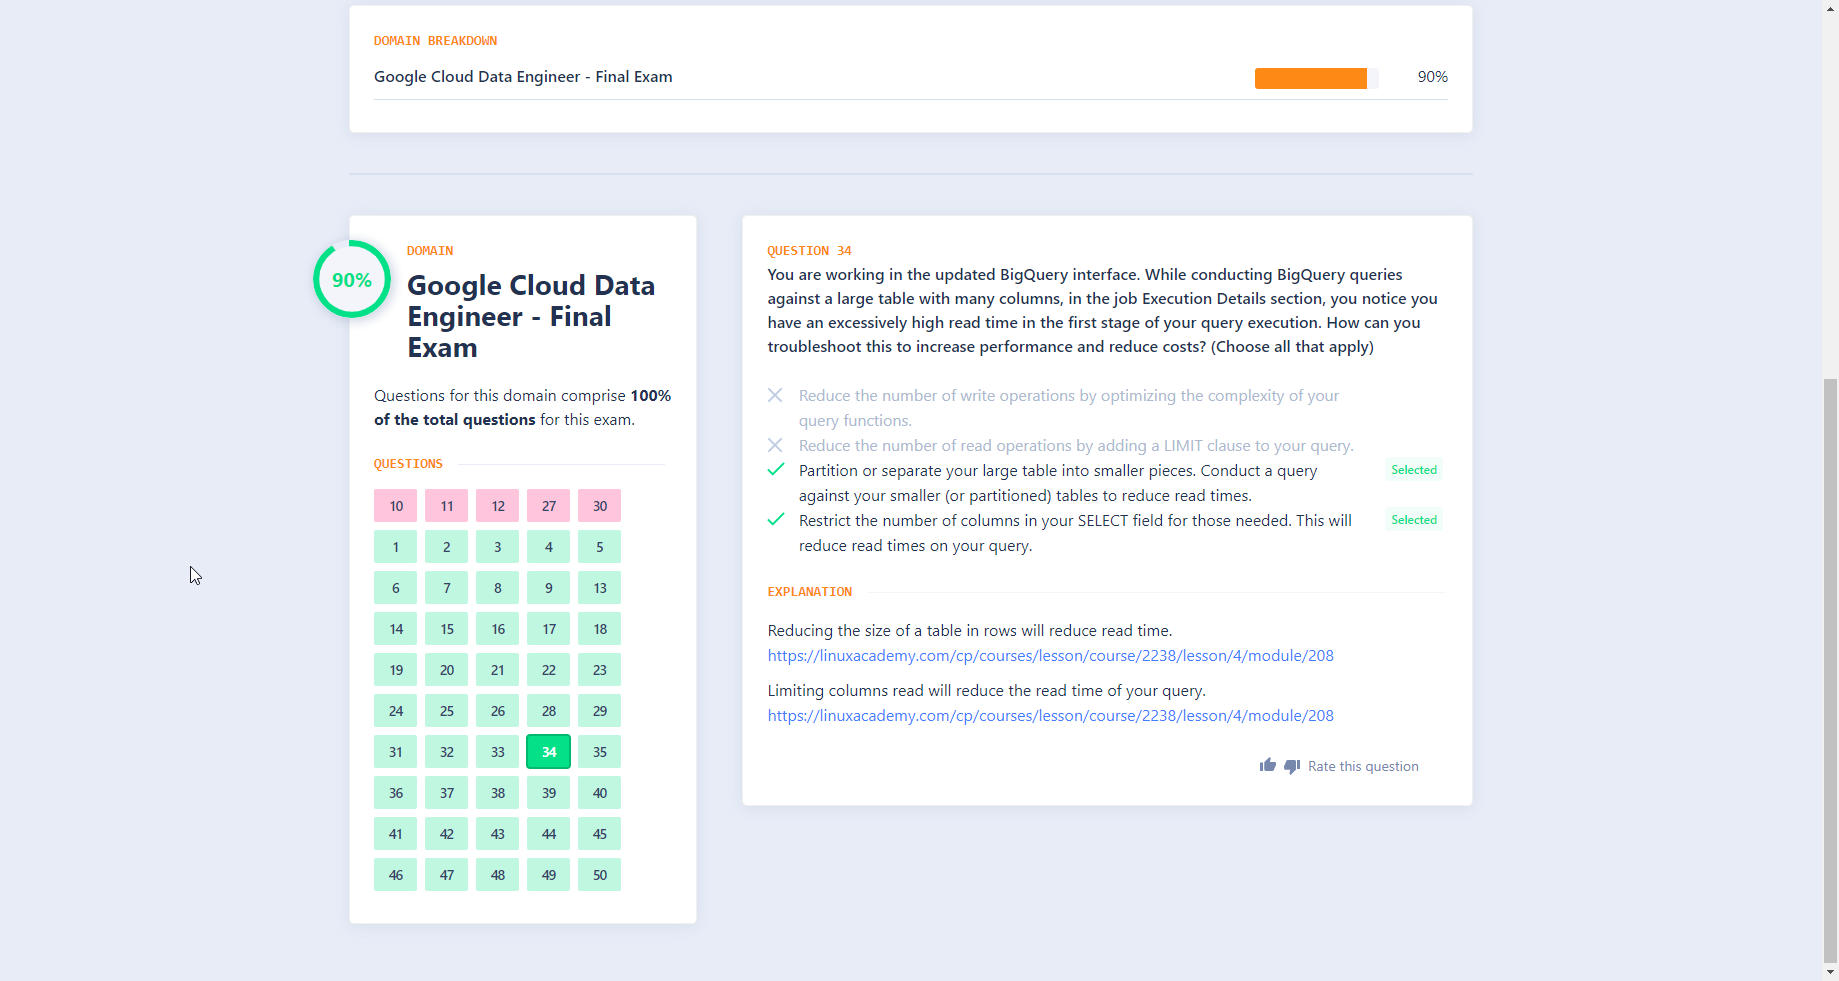 DOMAIN BREAKDOWN
Google Cloud Data Engineer - Final Exam
90%
90%
DOMAIN
Google Cloud Data
Engineer - Final
Exam
Questions for this domain comprise 100%
of the total questions for this exam.
QUESTIONS
10 11 12 27 30
1 2 3 4 5
6 7 8 9 13
14 15 16 17 18
19 20 21 22 23
24 25 26 28 29
31 32 33 34 35
36 37 38 39 40
41 42 43 44 45
46 47 48 49 50
QUESTION 34
You are working in the updated BigQuery interface. While conducting BigQuery queries
against a large table with many columns, in the job Execution Details section, you notice you
have an excessively high read time in the first stage of your query execution. How can you
troubleshoot this to increase performance and reduce costs? (Choose all that apply)
Reduce the number of write operations by optimizing the complexity of your
query functions.
Reduce the number of read operations by adding a LIMIT clause to your query.
Partition or separate your large table into smaller pieces. Conduct a query
against your smaller (or partitioned) tables to reduce read times.
Selected
Restrict the number of columns in your SELECT field for those needed. This will
reduce read times on your query.
Selected
EXPLANATION
Reducing the size of a table in rows will reduce read time.
https://linuxacademy.com/cp/courses/lesson/course/2238/lesson/4/module/208
Limiting columns read will reduce the read time of your query.
https://linuxacademy.com/cp/courses/lesson/course/2238/lesson/4/module/208
Rate this question